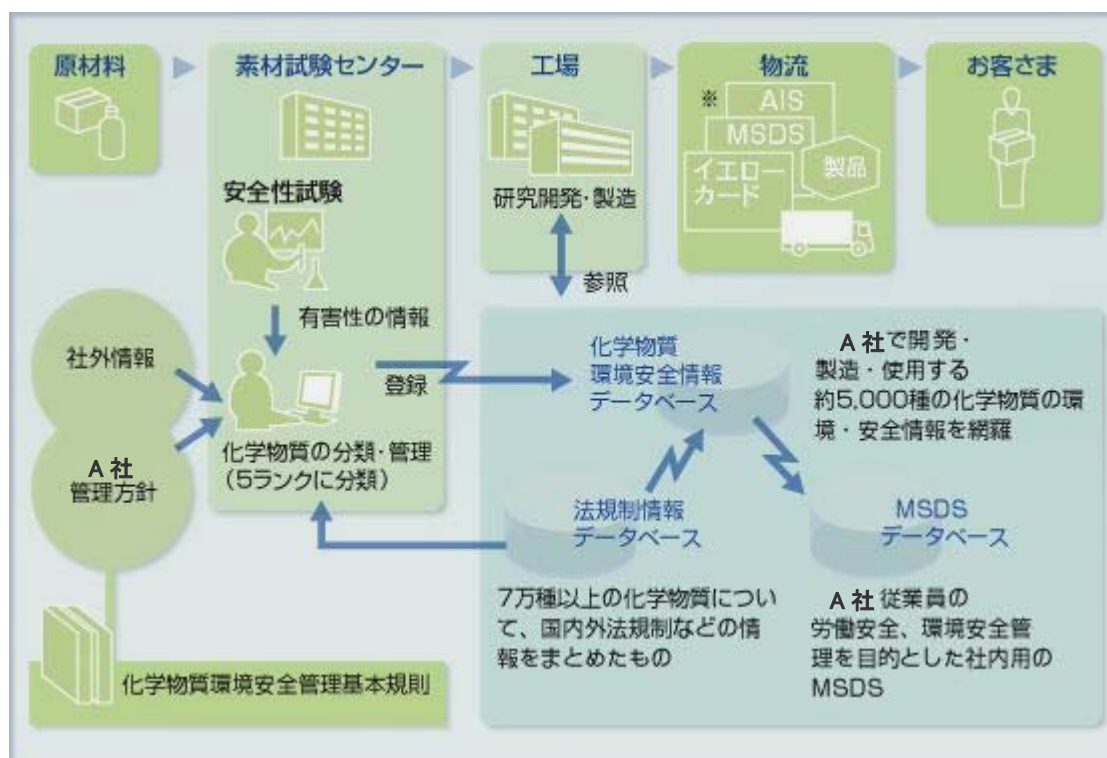 原材料
素材試験センター
工場
物流
お客さま
※
AIS
MSDS
イエロー
カード
製品
安全性試験
研究開発・製造
参照
有害性の情報
社外情報
登録
A社
管理方針
化学物質の分類・管理
(5ランクに分類)
化学物質
環境安全情報
データベース
A社で開発・
製造・使用する
約5,000種の化学物質の環
境・安全情報を網羅
法規制情報
データベース
MSDS
データベース
7万種以上の化学物質につい
て、国内外法規制などの情
報をまとめたもの
A社従業員の
労働安全、環境安全管
理を目的とした社内用の
MSDS
化学物質環境安全管理基本規則